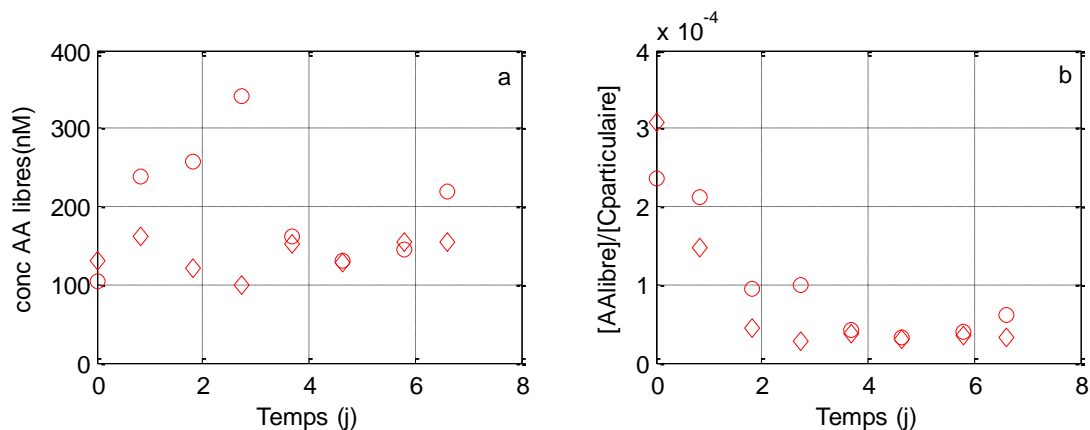 400
300
200
100
0
0 2 4 6 8
conc AA libres(nM)
Temps (j)
a
x 10⁻⁴
4
3
2
1
0
0 2 4 6 8
[AAlibre]/[Cparticulaire]
Temps (j)
b